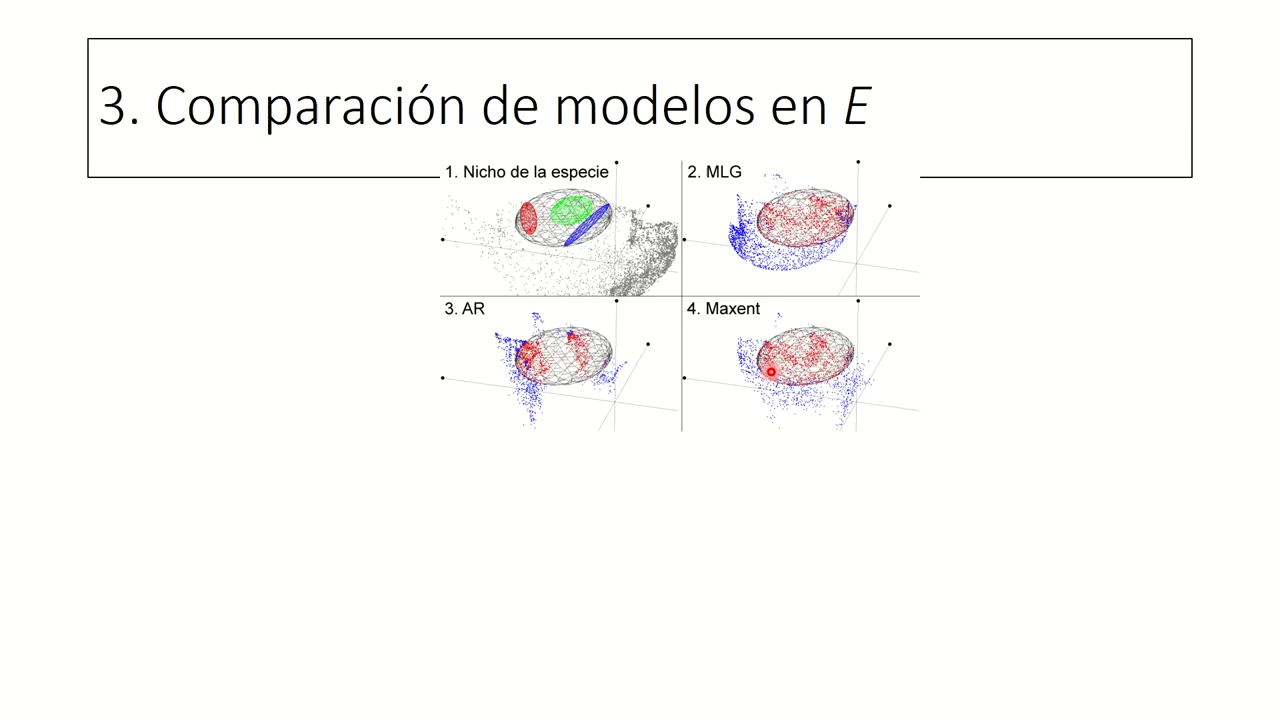 3. Comparación de modelos en E
1. Nicho de la especie
2. MLG
3. AR
4. Maxent